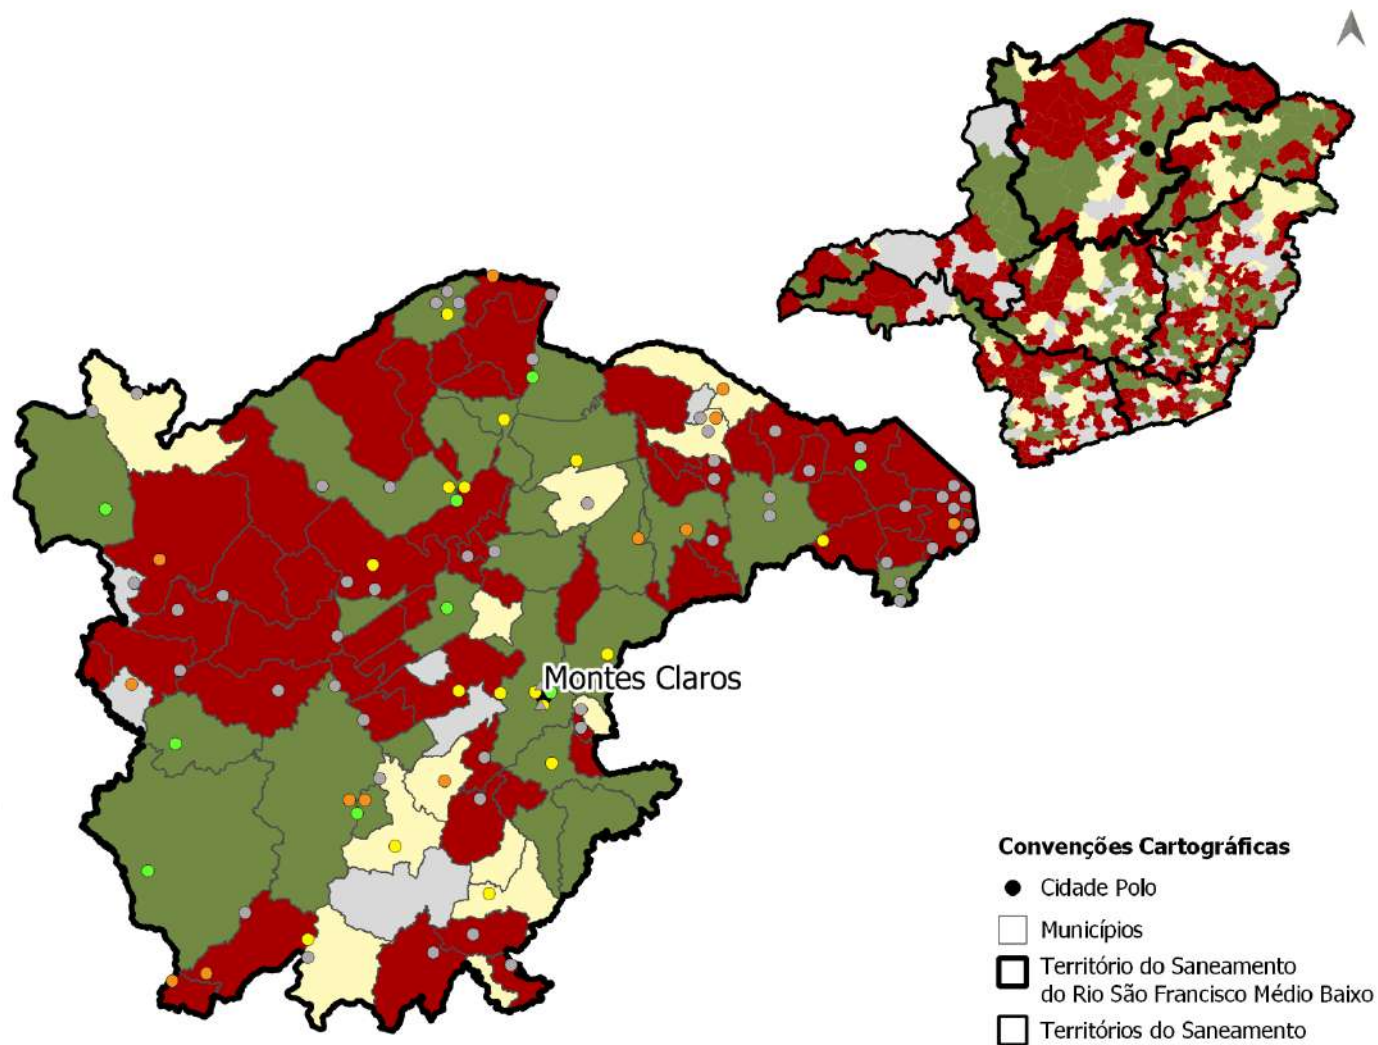 Montes Claros
Convenções Cartográficas
Cidade Polo
Municípios
Território do Saneamento
do Rio São Francisco Médio Baixo
Territórios do Saneamento